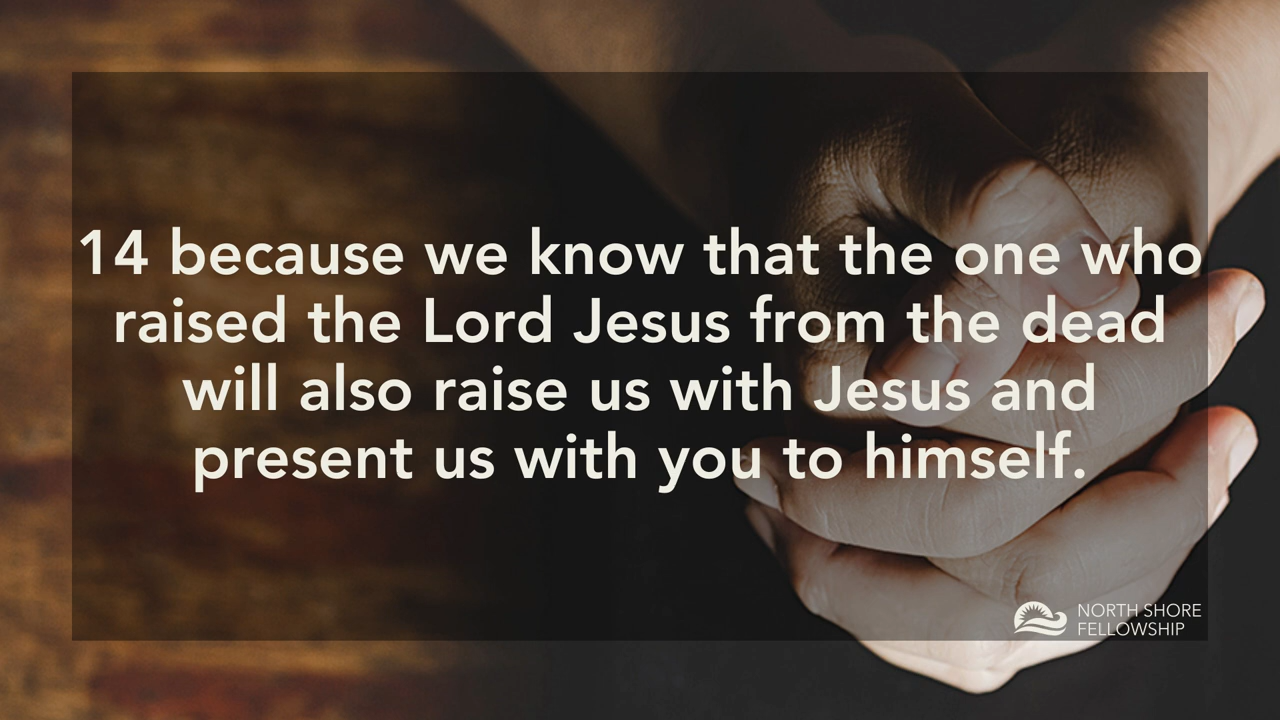 14 because we know that the one who
raised the Lord Jesus from the dead
will also raise us with Jesus and
present us with you to himself.
NORTH SHORE
FELLOWSHIP